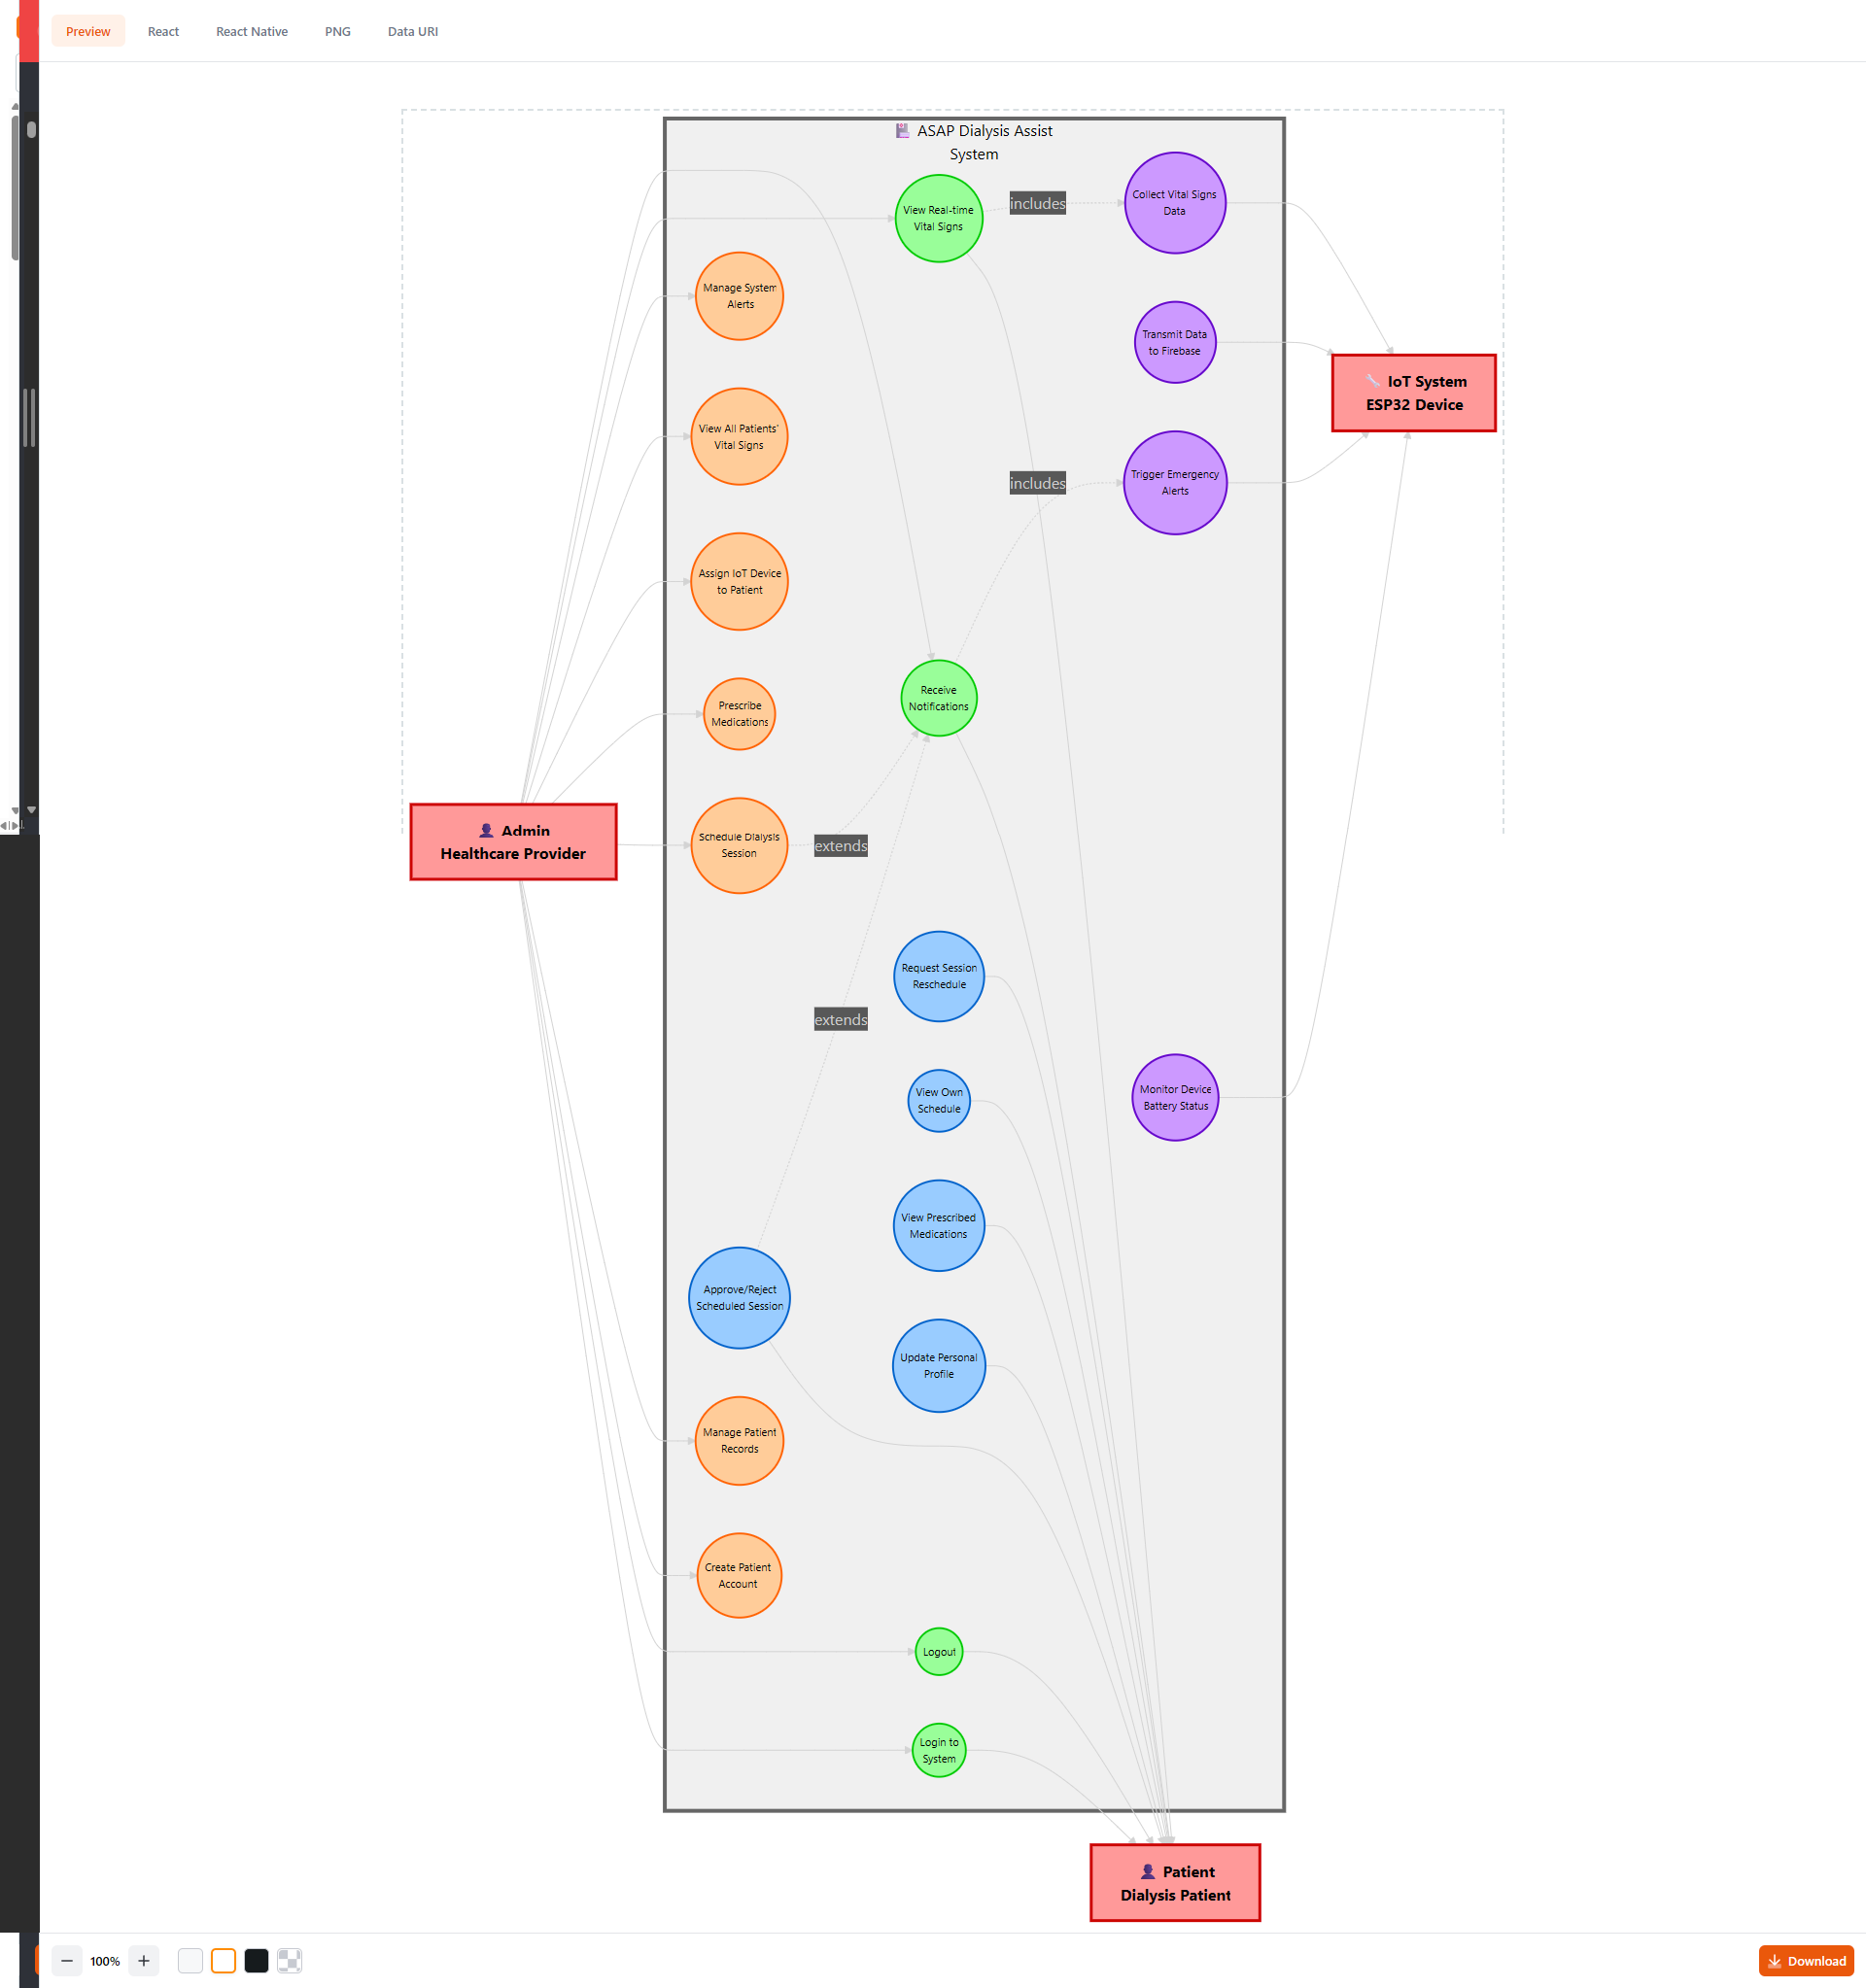 Preview
React
React Native
PNG
Data URI
ASAP Dialysis Assist
System
View Real-time
Vital Signs
includes
Collect Vital Signs
Data
Manage System
Alerts
Transmit Data
to Firebase
IoT System
ESP32 Device
View All Patients'
Vital Signs
includes
Trigger Emergency
Alerts
Assign IoT Device
to Patient
Receive
Notifications
Prescribe
Medications
Admin
Healthcare Provider
Schedule Dialysis
Session
extends
Request Session
Reschedule
extends
View Own
Schedule
Monitor Device
Battery Status
View Prescribed
Medications
Approve/Reject
Scheduled Session
Update Personal
Profile
Manage Patient
Records
Create Patient
Account
Logout
Login to
System
Patient
Dialysis Patient
100%
Download